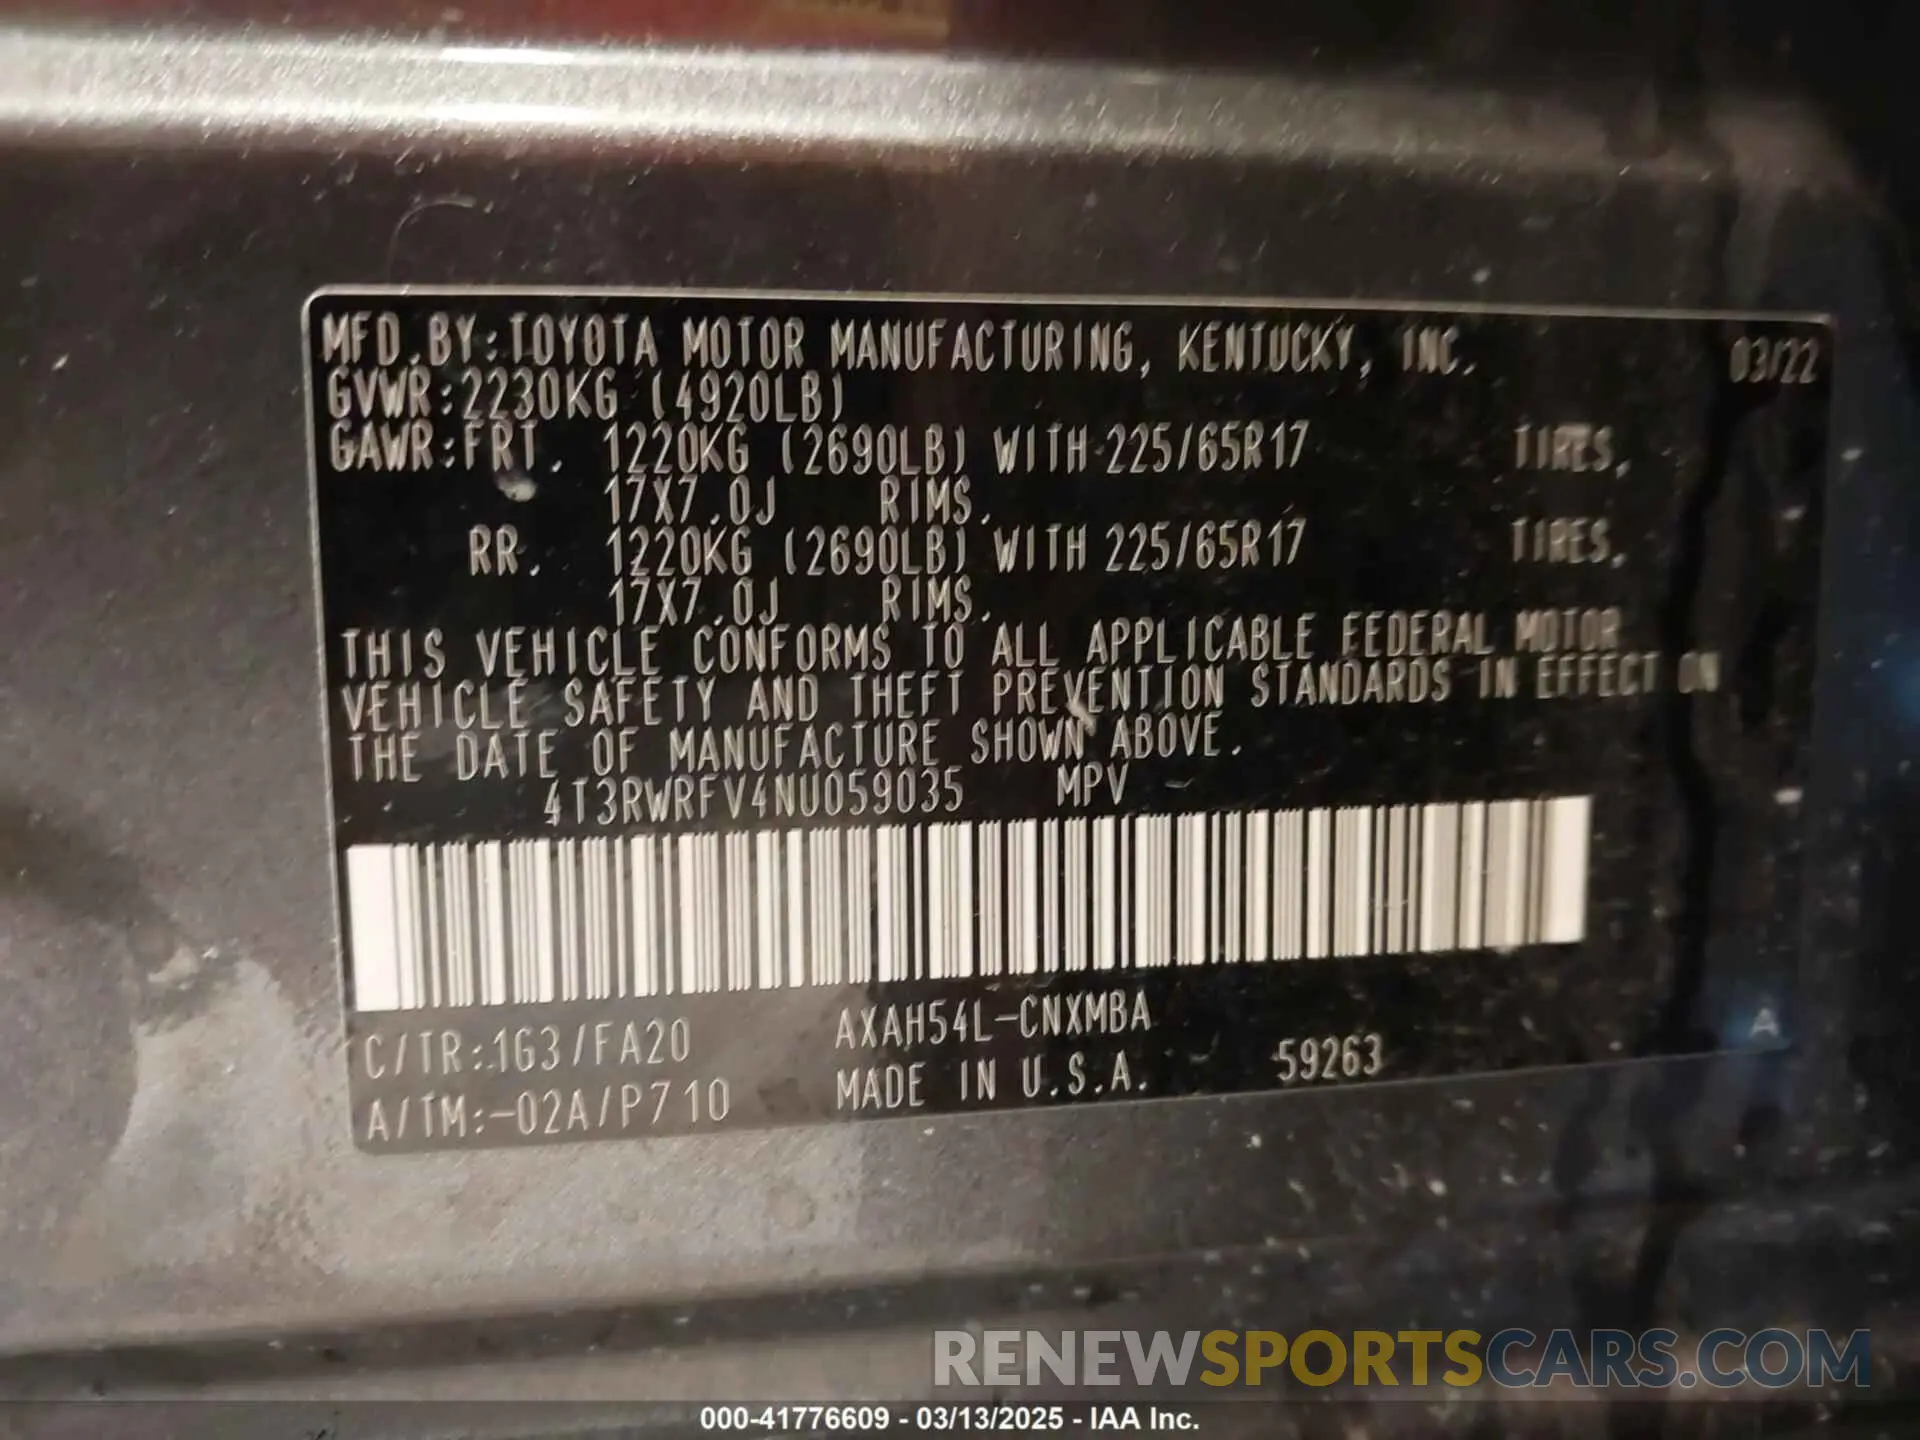 MFD.BY:TOYOTA MOTOR MANUFACTURING, KENTUCKY, INC. 03/22
GVWR:2230KG (4920LB)
GAWR:FRT. 1220KG (2690LB) WITH 225/65R17 TIRES,
17X7.0J RIMS.
RR. 1220KG (2690LB) WITH 225/65R17 TIRES,
17X7.0J RIMS.
THIS VEHICLE CONFORMS TO ALL APPLICABLE FEDERAL MOTOR
VEHICLE SAFETY AND THEFT PREVENTION STANDARDS IN EFFECT ON
THE DATE OF MANUFACTURE SHOWN ABOVE.
4T3RWRFV4NU059035 MPV
C/TR:1G3/FA20 AXAH54L-CNXMBA A
A/TM:-02A/P710 MADE IN U.S.A. 59263
RENEWSPORTSCARS.COM
000-41776609 - 03/13/2025 - IAA Inc.